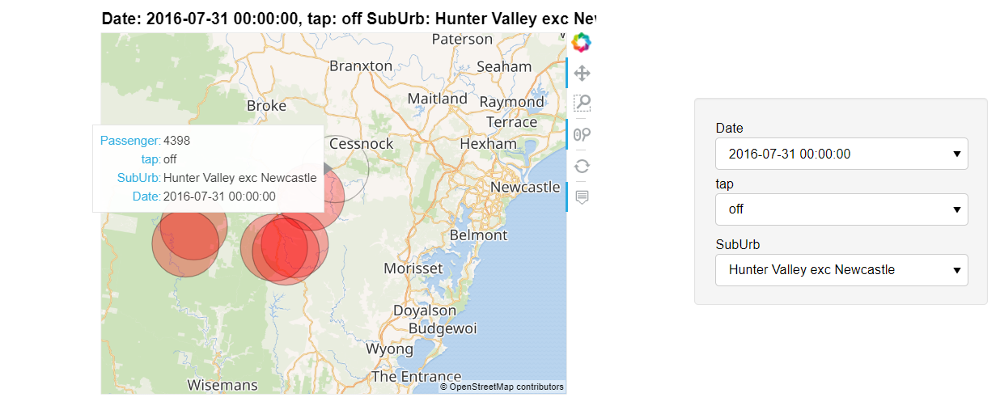 Date: 2016-07-31 00:00:00, tap: off SubUrb: Hunter Valley exc
Paterson
Branxton
Seaham
Maitland
Raymond
Terrace
Broke
Cessnock
Hexham
Passenger: 4398
tap: off
SubUrb: Hunter Valley exc Newcastle
Date: 2016-07-31 00:00:00
Newcastle
Belmont
Morisset
Doyalson
Budgewoi
Wyong
The Entrance
Wisemans
© OpenStreetMap contributors
Date
2016-07-31 00:00:00
tap
off
SubUrb
Hunter Valley exc Newcastle